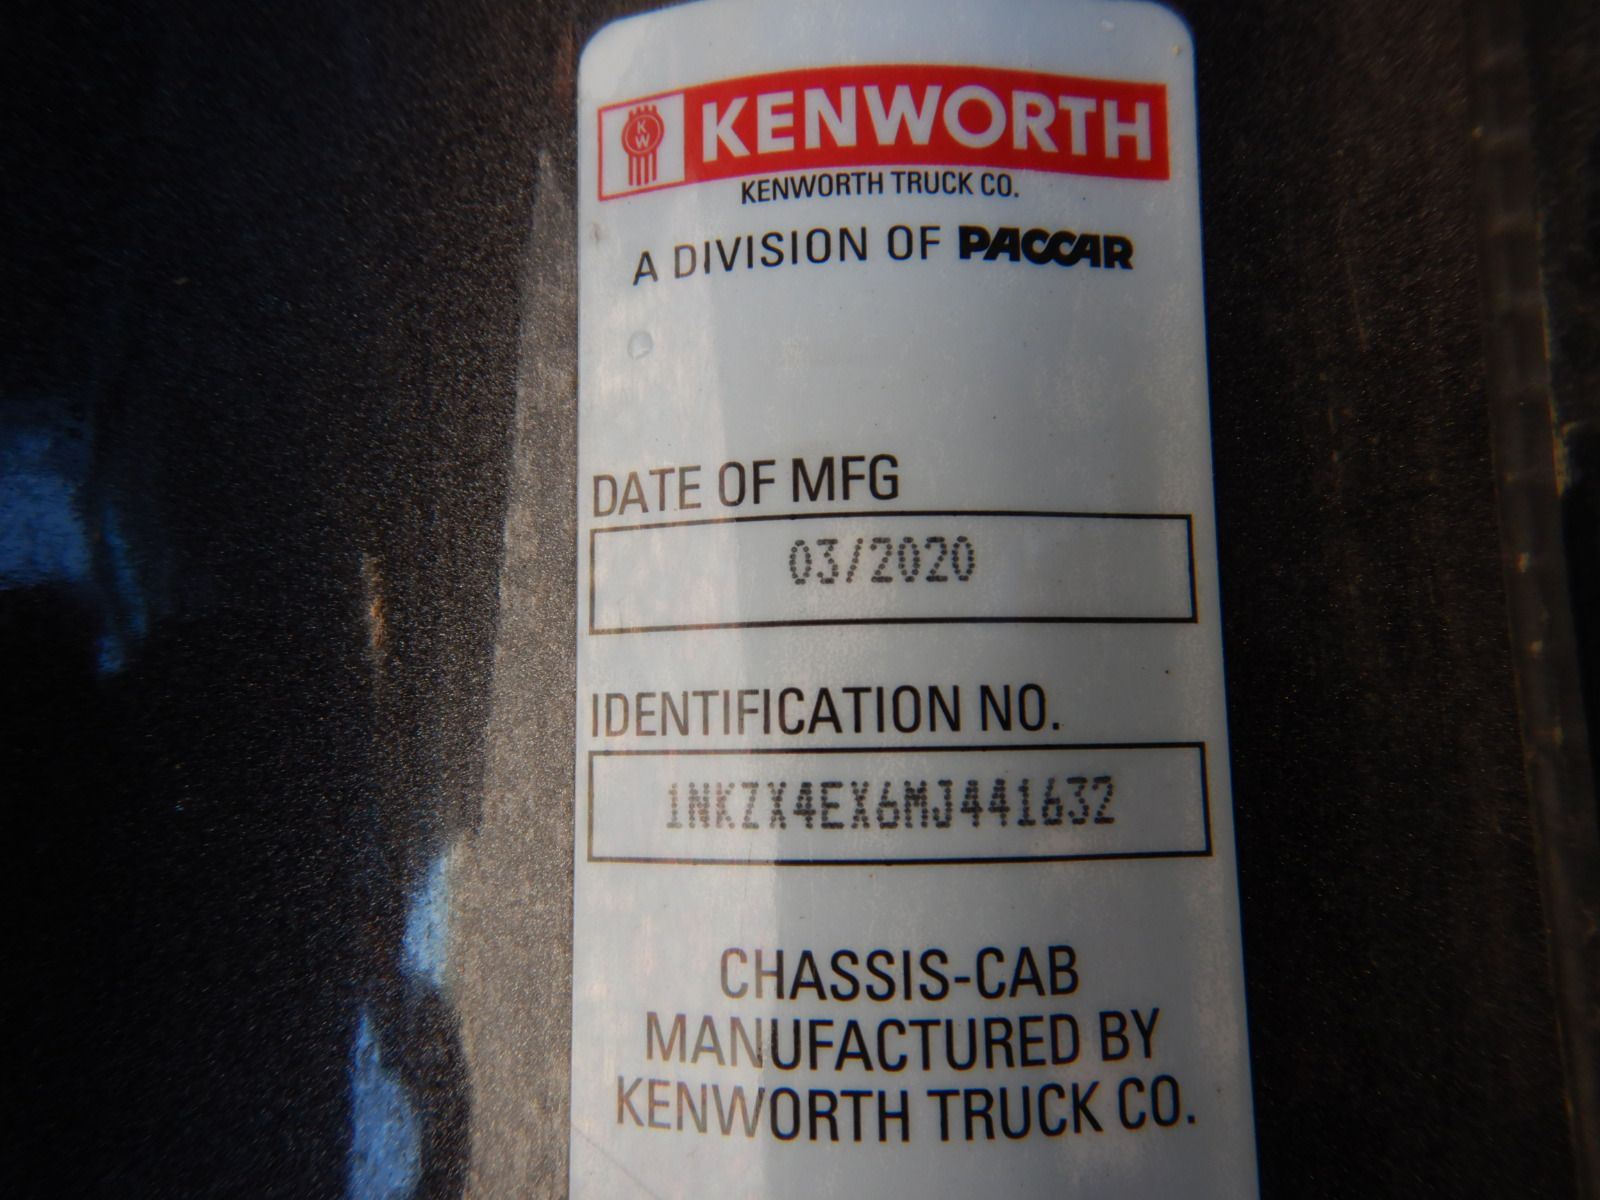 KW KENWORTH
KENWORTH TRUCK CO.
A DIVISION OF PACCAR
DATE OF MFG
03/2020
IDENTIFICATION NO.
1NKZX4EX6MJ441632
CHASSIS-CAB
MANUFACTURED BY
KENWORTH TRUCK CO.